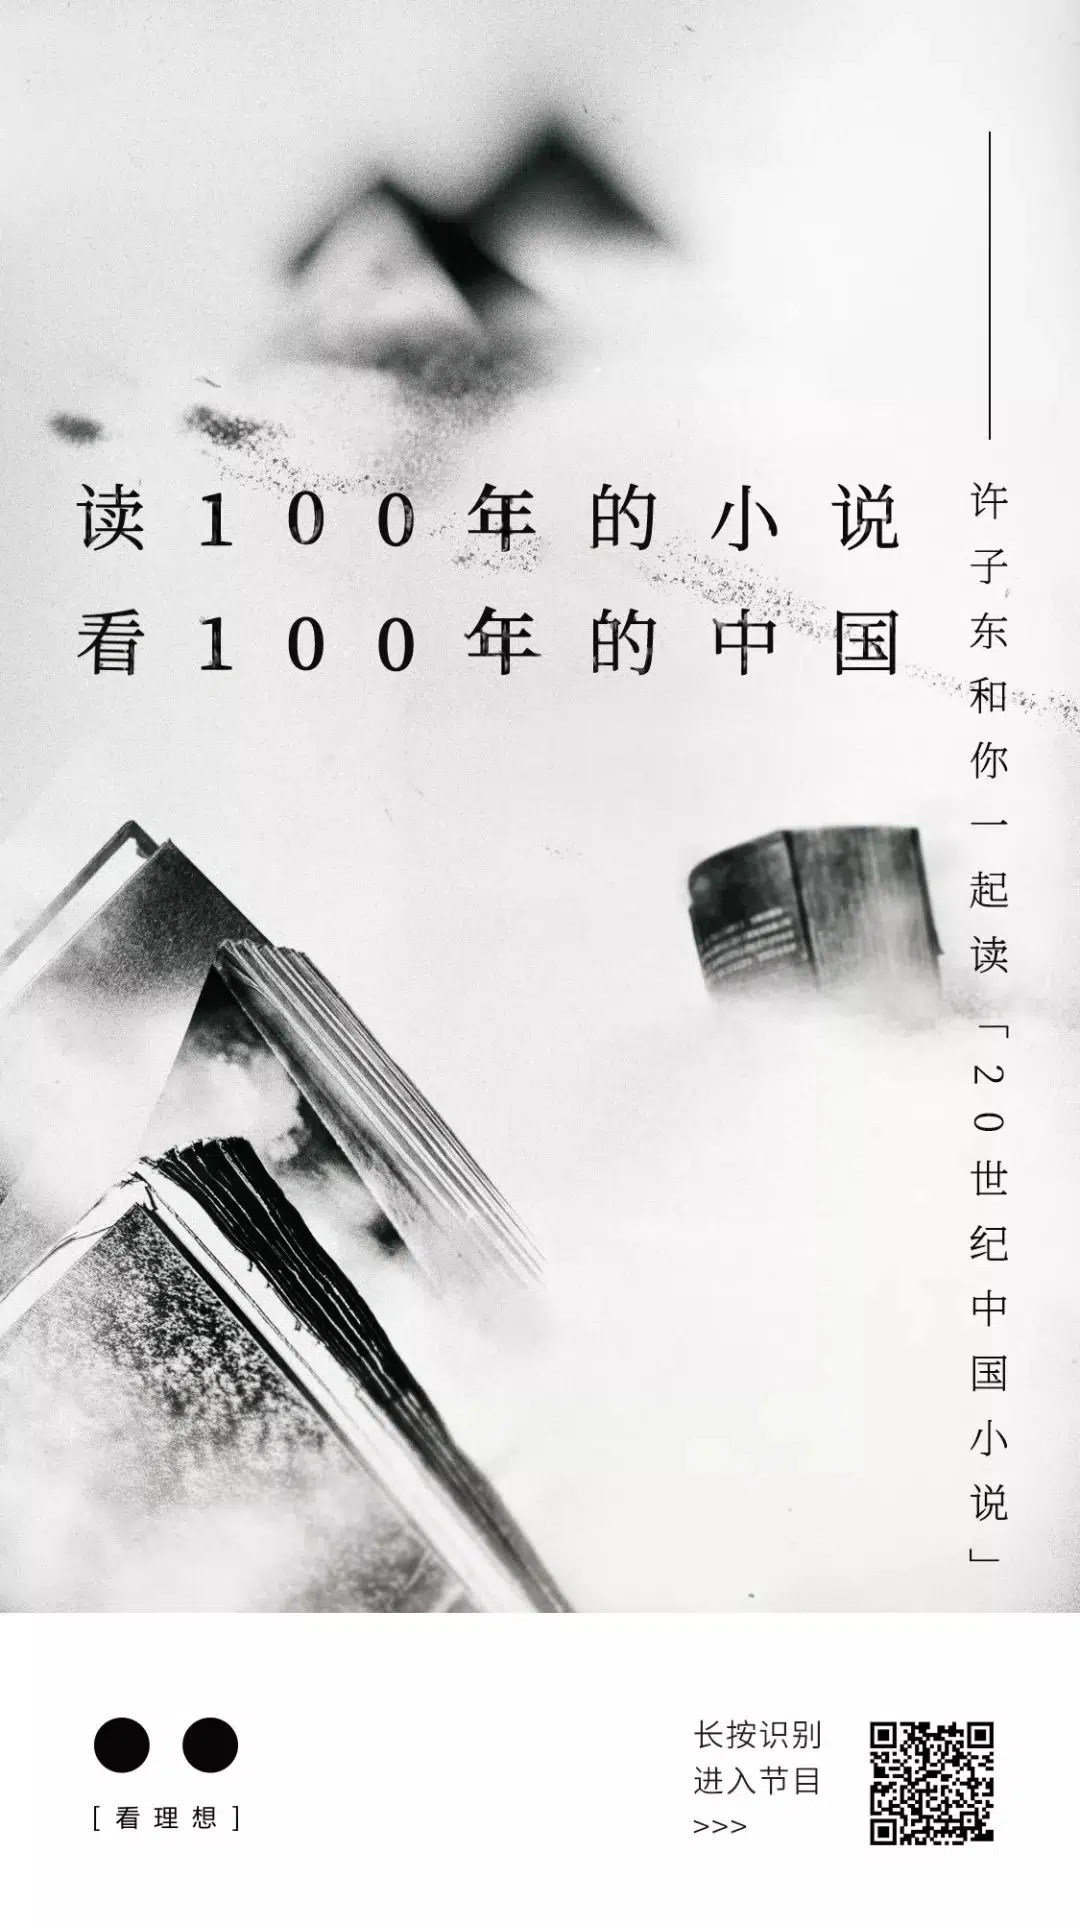 读100年的小说
看100年的中国
许子东和你一起读「20世纪中国小说」
[看理想]
长按识别
进入节目
>>>